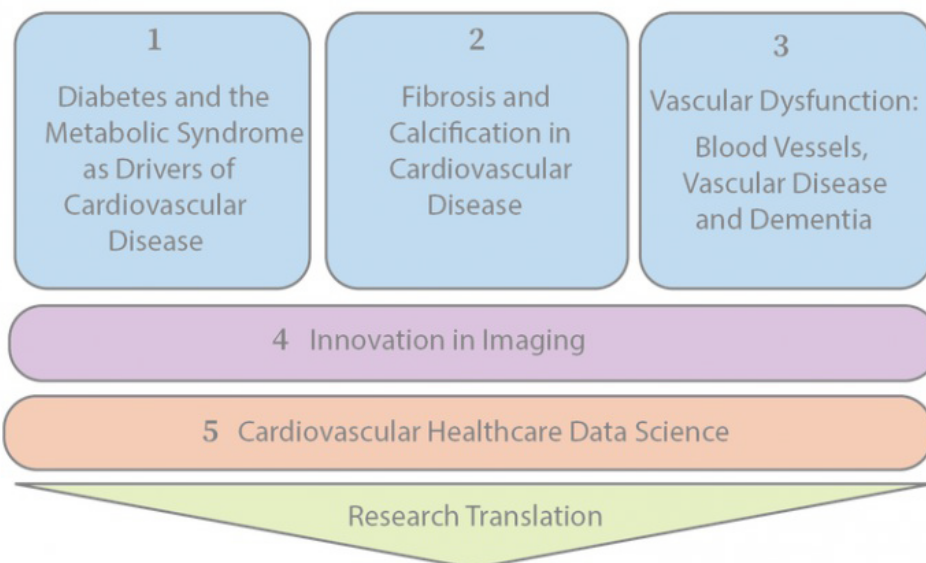 1
Diabetes and the
Metabolic Syndrome
as Drivers of
Cardiovascular
Disease
2
Fibrosis and
Calcification in
Cardiovascular
Disease
3
Vascular Dysfunction:
Blood Vessels,
Vascular Disease
and Dementia
4 Innovation in Imaging
5 Cardiovascular Healthcare Data Science
Research Translation